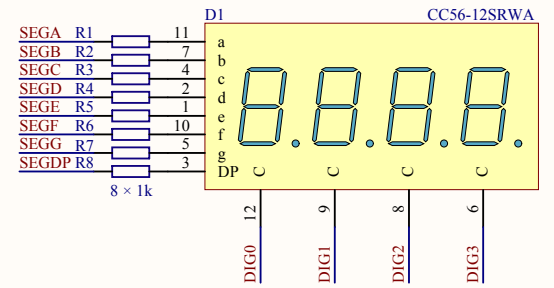 D1 CC56-12SRWA
SEGA R1 11 a
SEGB R2 7 b
SEGC R3 4 c
SEGD R4 2 d
SEGE R5 1 e
SEGF R6 10 f
SEGG R7 5 g
SEGDP R8 3 DP
C C C C
8 × 1k
12 9 8 6
DIG0 DIG1 DIG2 DIG3